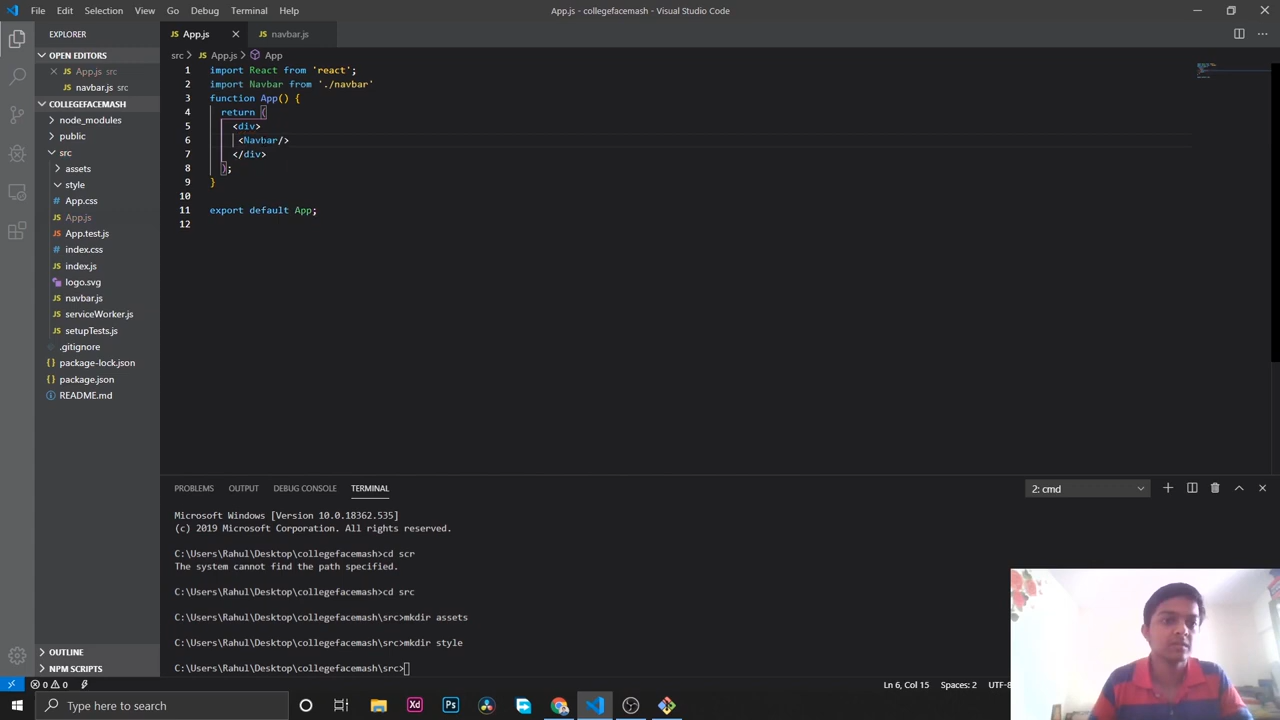 File Edit Selection View Go Debug Terminal Help
App.js - collegefacemash - Visual Studio Code
EXPLORER
OPEN EDITORS
App.js src
navbar.js src
COLLEGEFACEMASH
node_modules
public
src
assets
style
App.css
App.js
App.test.js
index.css
index.js
logo.svg
navbar.js
serviceWorker.js
setupTests.js
.gitignore
package-lock.json
package.json
README.md
OUTLINE
NPM SCRIPTS
App.js navbar.js
src > App.js > App
1 import React from 'react';
2 import Navbar from './navbar'
3 function App() {
4 return (
5 <div>
6 <Navbar/>
7 </div>
8 );
9 }
10
11 export default App;
12
PROBLEMS OUTPUT DEBUG CONSOLE TERMINAL
2: cmd
Microsoft Windows [Version 10.0.18362.535]
(c) 2019 Microsoft Corporation. All rights reserved.
C:\Users\Rahul\Desktop\collegefacemash>cd scr
The system cannot find the path specified.
C:\Users\Rahul\Desktop\collegefacemash>cd src
C:\Users\Rahul\Desktop\collegefacemash\src>mkdir assets
C:\Users\Rahul\Desktop\collegefacemash\src>mkdir style
C:\Users\Rahul\Desktop\collegefacemash\src>
0 0
Ln 6, Col 15 Spaces: 2 UTF-8
Type here to search
Xd Ps